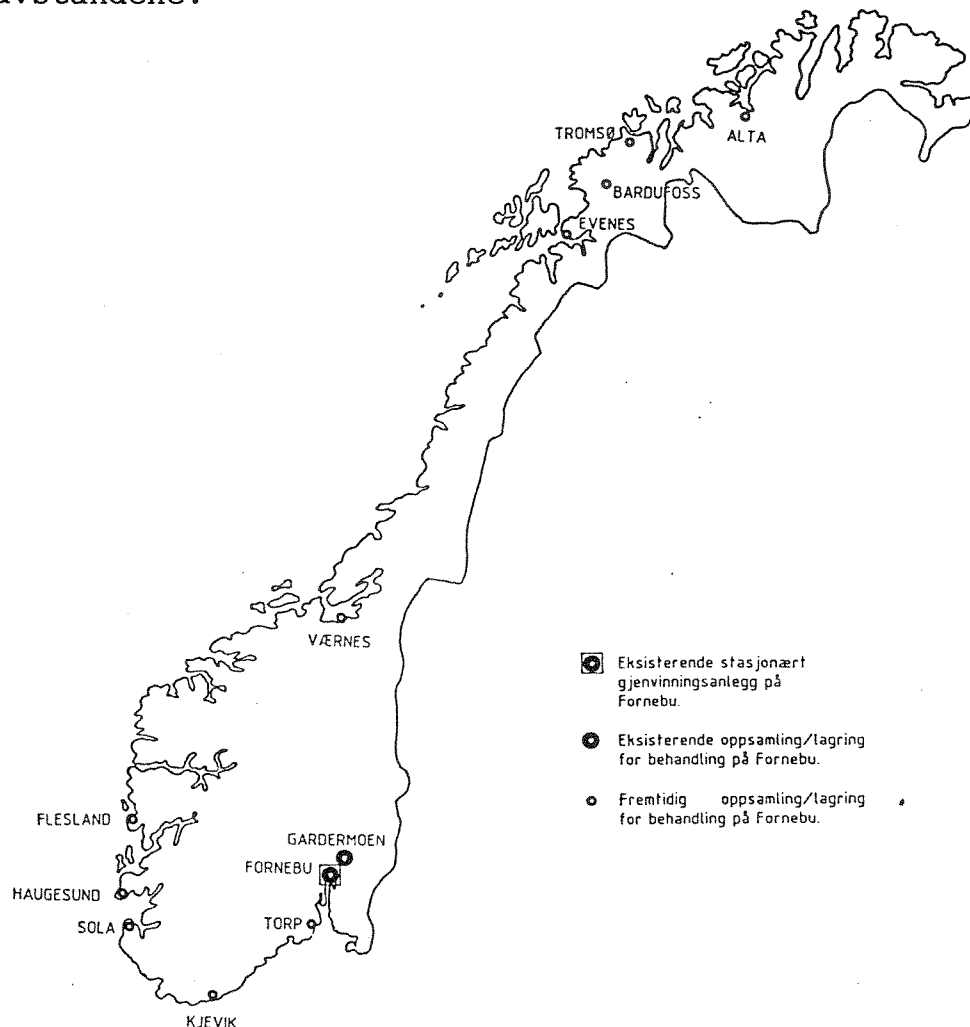 TROMSØ
ALTA
BARDUFOSS
EVENES
VÆRNES
Eksisterende stasjonært
gjenvinningsanlegg på
Fornebu.
Eksisterende oppsamling/lagring
for behandling på Fornebu.
Fremtidig oppsamling/lagring
for behandling på Fornebu.
FLESLAND
GARDERMOEN
FORNEBU
HAUGESUND
SOLA
TORP
KJEVIK